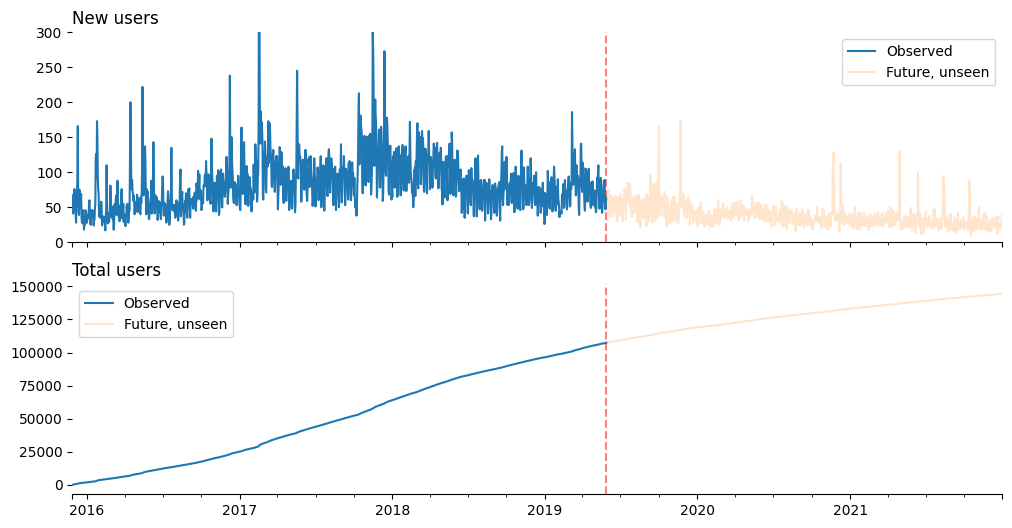 New users
300
250
200
150
100
50
0
Observed
Future, unseen
Total users
150000
125000
100000
75000
50000
25000
0
Observed
Future, unseen
2016 2017 2018 2019 2020 2021